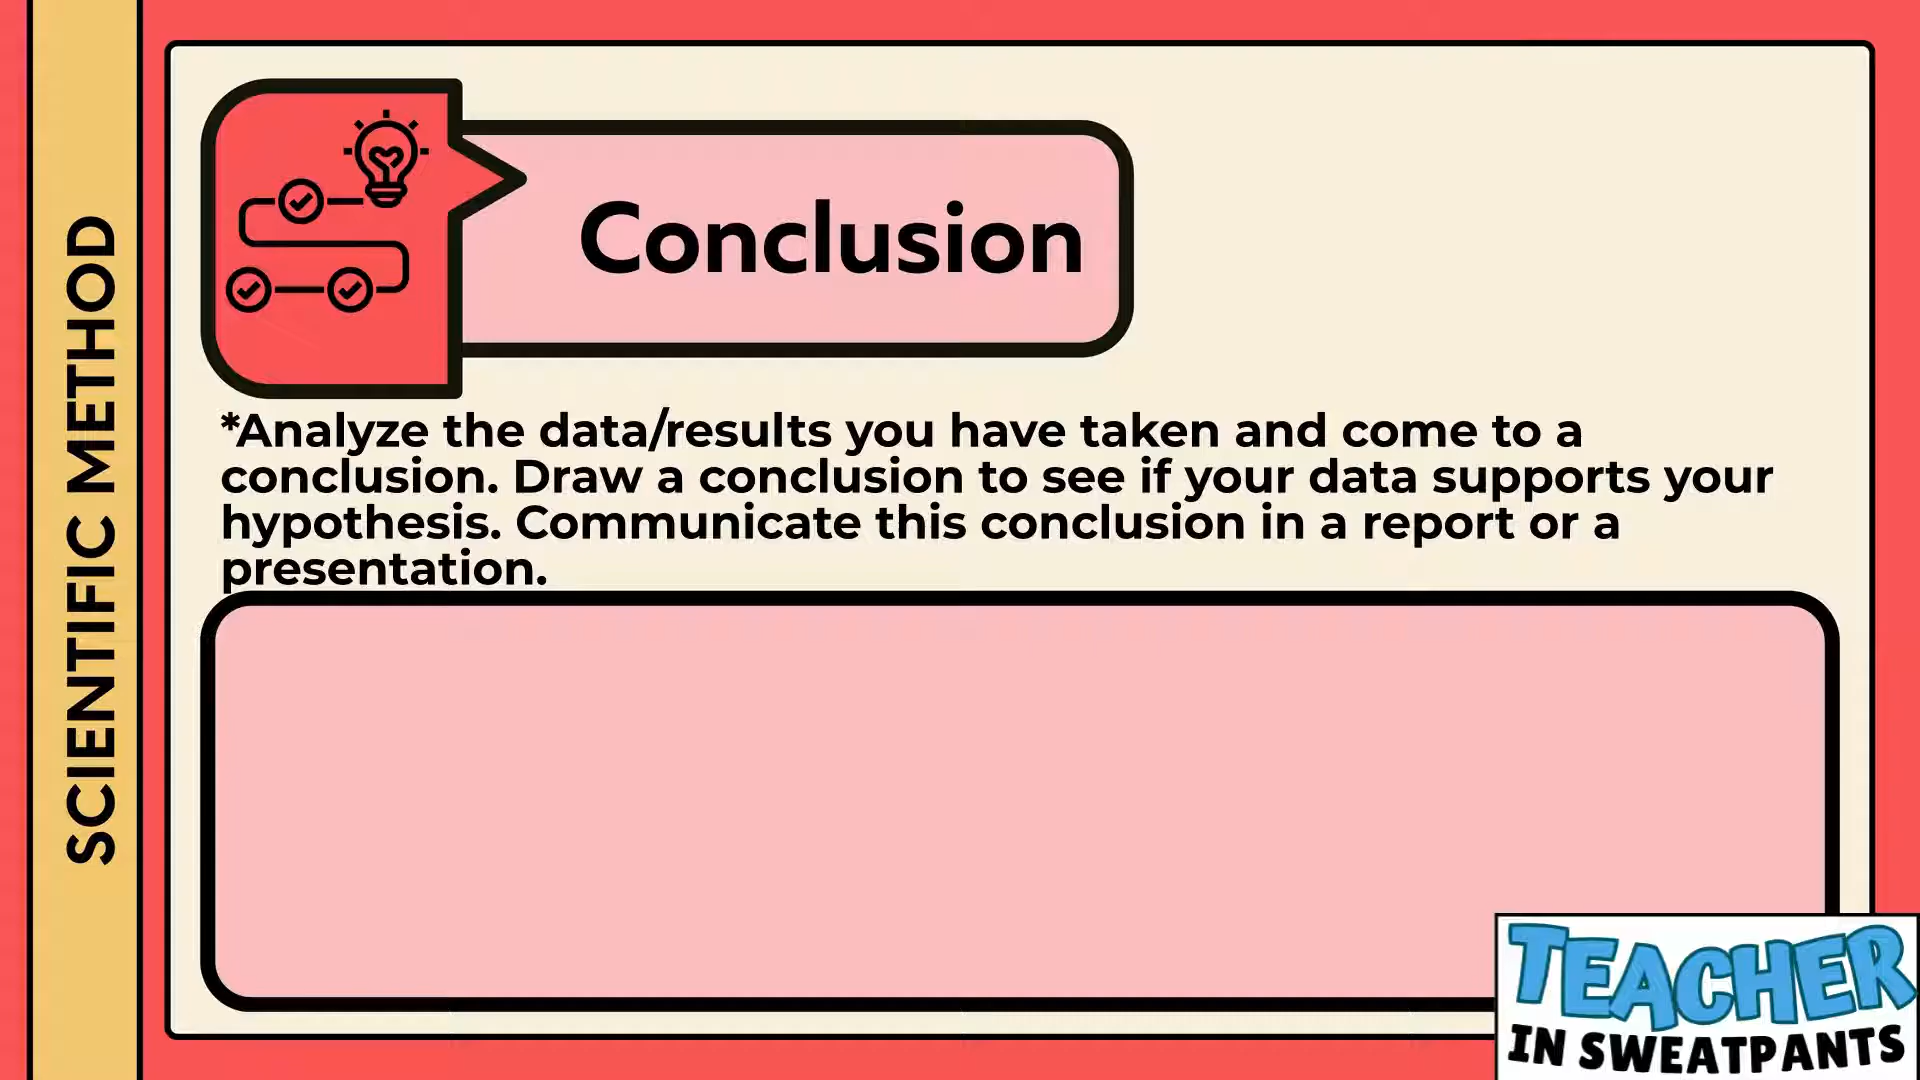 SCIENTIFIC METHOD
Conclusion
*Analyze the data/results you have taken and come to a
conclusion. Draw a conclusion to see if your data supports your
hypothesis. Communicate this conclusion in a report or a
presentation.
TEACHER
IN SWEATPANTS